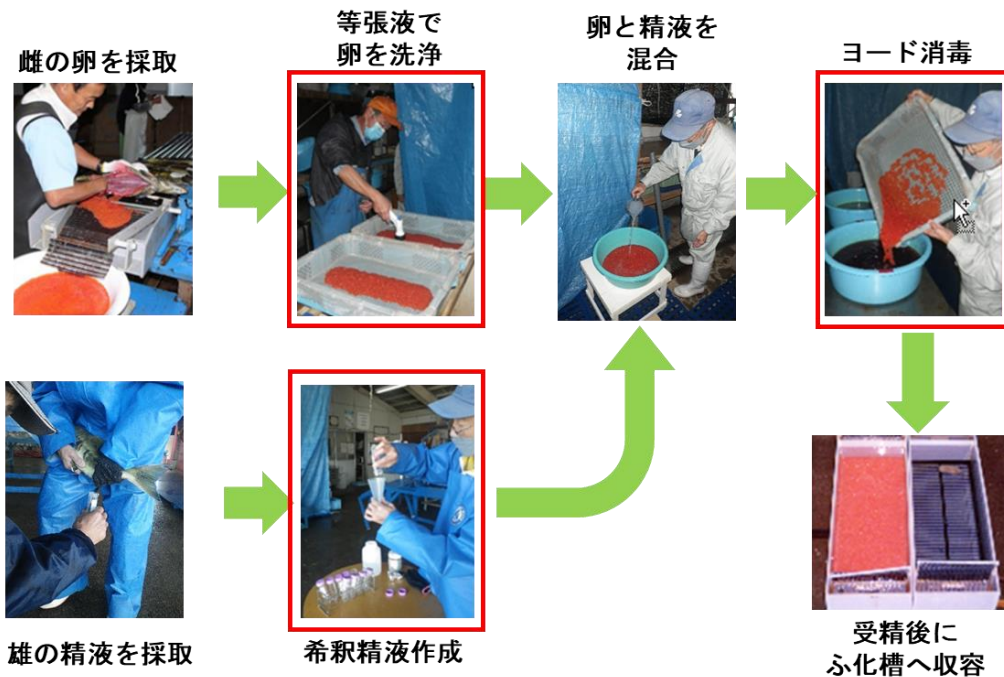 雌の卵を採取
等張液で
卵を洗浄
卵と精液を
混合
ヨード消毒
雄の精液を採取
希釈精液作成
受精後に
ふ化槽へ収容